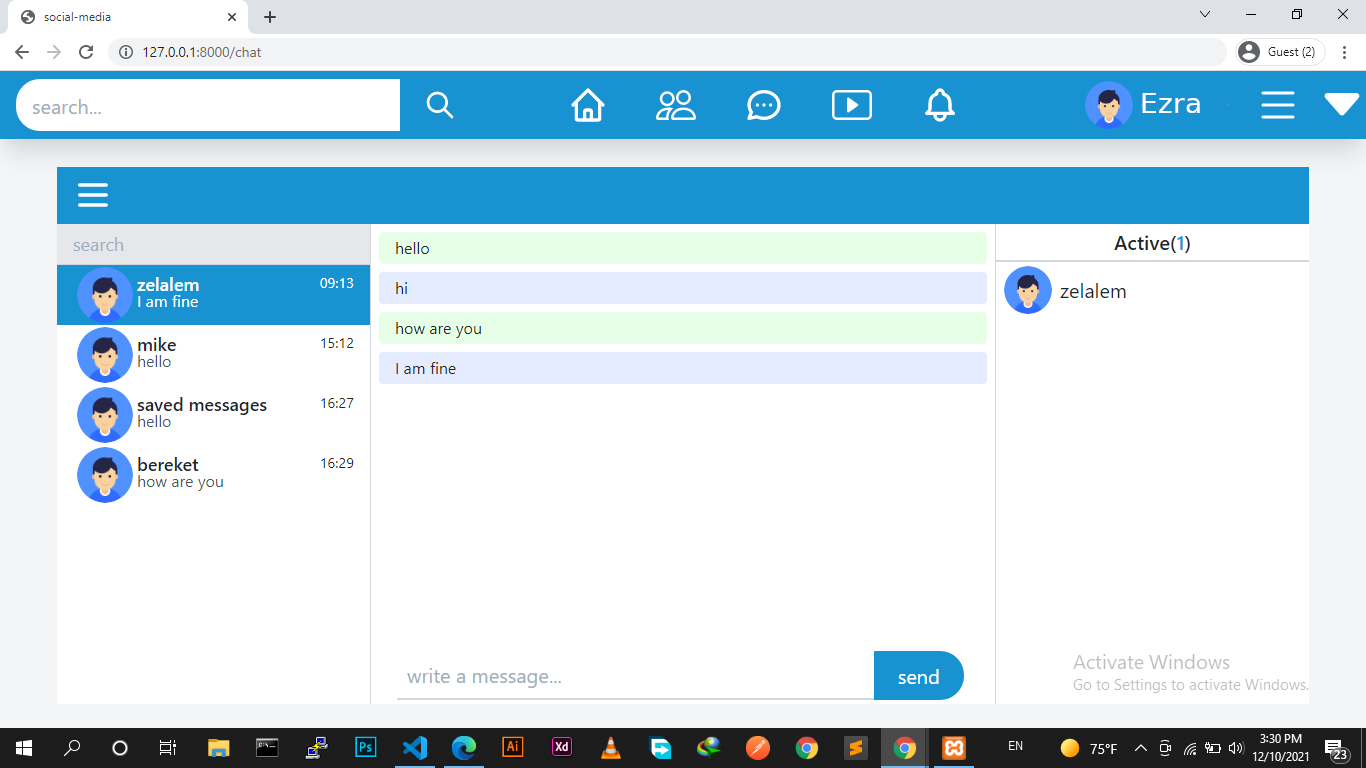 social-media
127.0.0.1:8000/chat
Guest (2)
search...
Ezra
search
zelalem 09:13
I am fine
mike 15:12
hello
saved messages 16:27
hello
bereket 16:29
how are you
hello
hi
how are you
I am fine
write a message...
send
Active(1)
zelalem
Activate Windows
Go to Settings to activate Windows.
Ps
Ai
Xd
EN
75°F
3:30 PM
12/10/2021
23